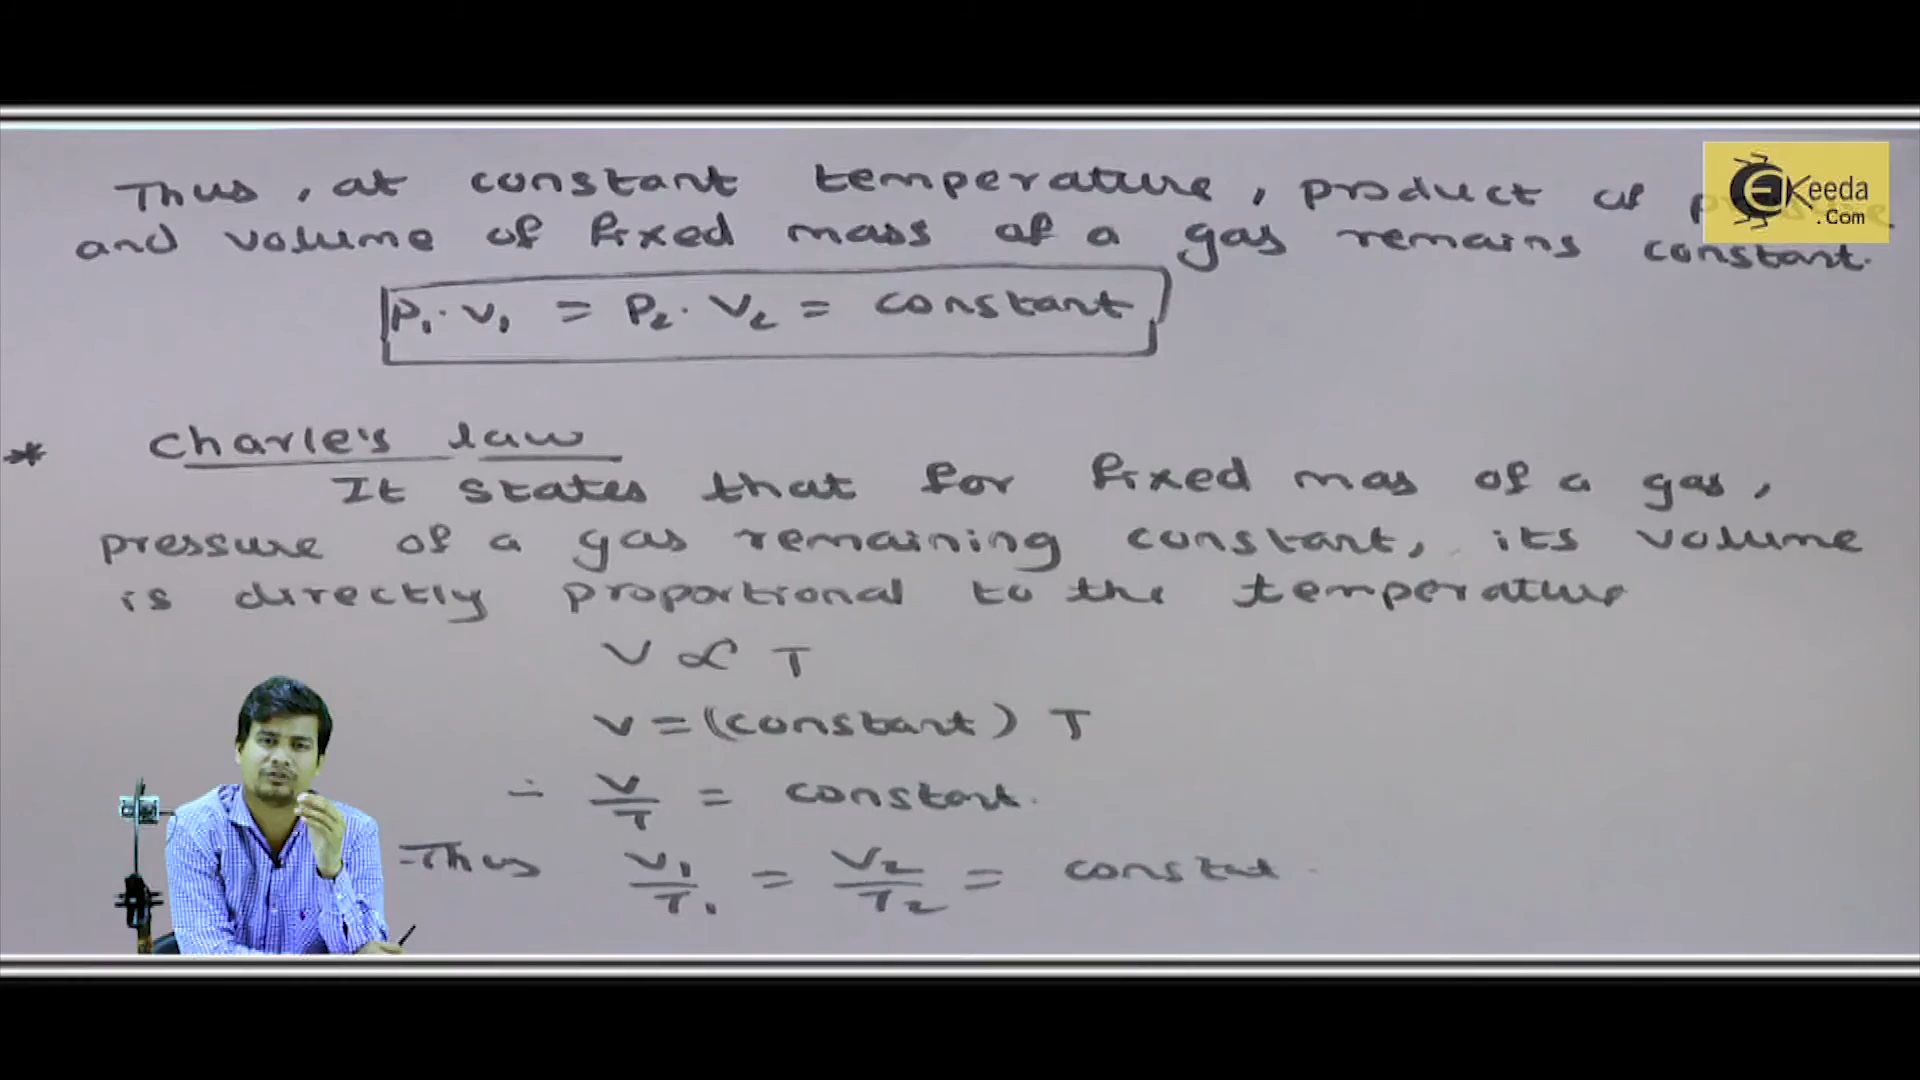 Thus, at constant temperature, product of
EKeeda
.Com
and volume of fixed mass of a gas remains constant.
P₁·V₁ = P₂·V₂ = constant
* Charle's law
It states that for fixed mas of a gas,
pressure of a gas remaining constant, its volume
is directly proportional to the temperature
V ∝ T
V = (constant) T
∴ V/T = constant.
Thus V₁/T₁ = V₂/T₂ = constat.